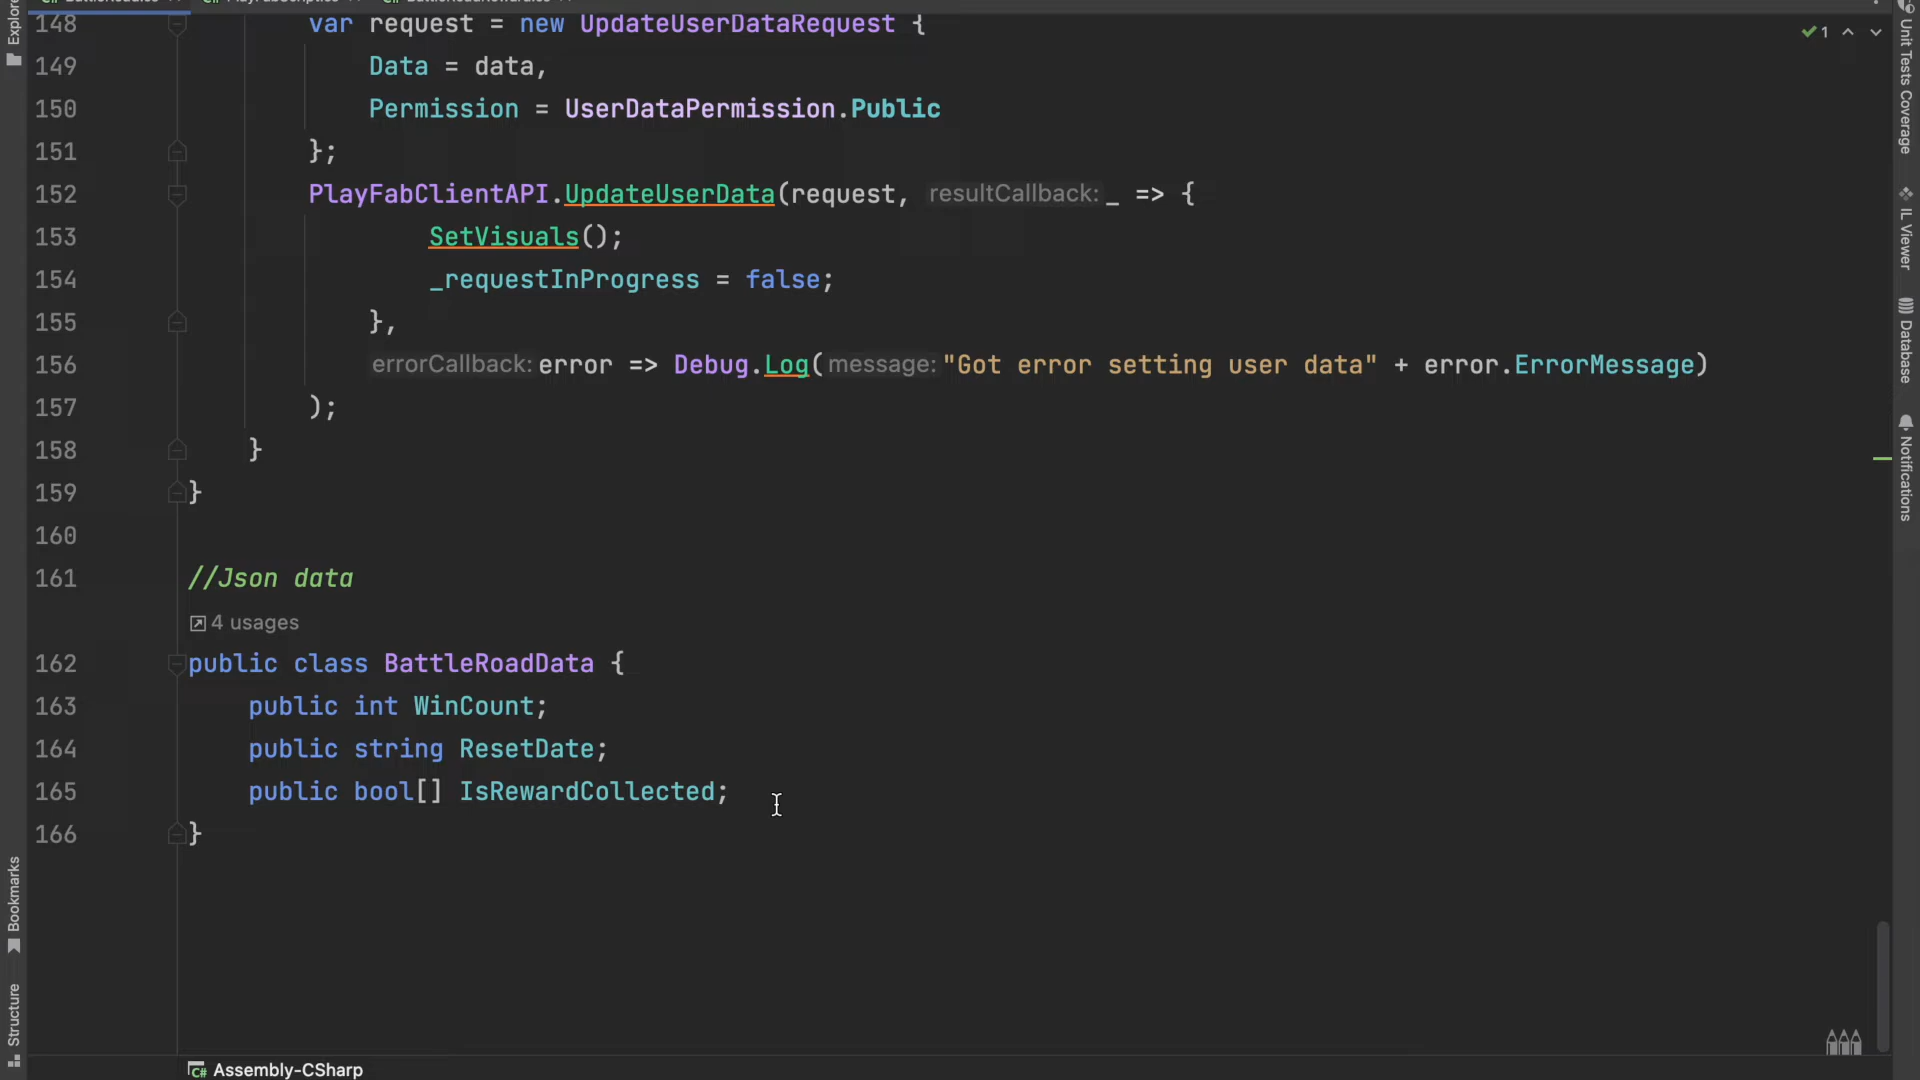 148 var request = new UpdateUserDataRequest {
149 Data = data,
150 Permission = UserDataPermission.Public
151 };
152 PlayFabClientAPI.UpdateUserData(request, resultCallback: _ => {
153 SetVisuals();
154 _requestInProgress = false;
155 },
156 errorCallback: error => Debug.Log(message: "Got error setting user data" + error.ErrorMessage)
157 );
158 }
159 }
160
161 //Json data
4 usages
162 public class BattleRoadData {
163 public int WinCount;
164 public string ResetDate;
165 public bool[] IsRewardCollected;
166 }
C# Assembly-CSharp
1
Explorer
Bookmarks
Structure
Unit Tests Coverage
IL Viewer
Database
Notifications